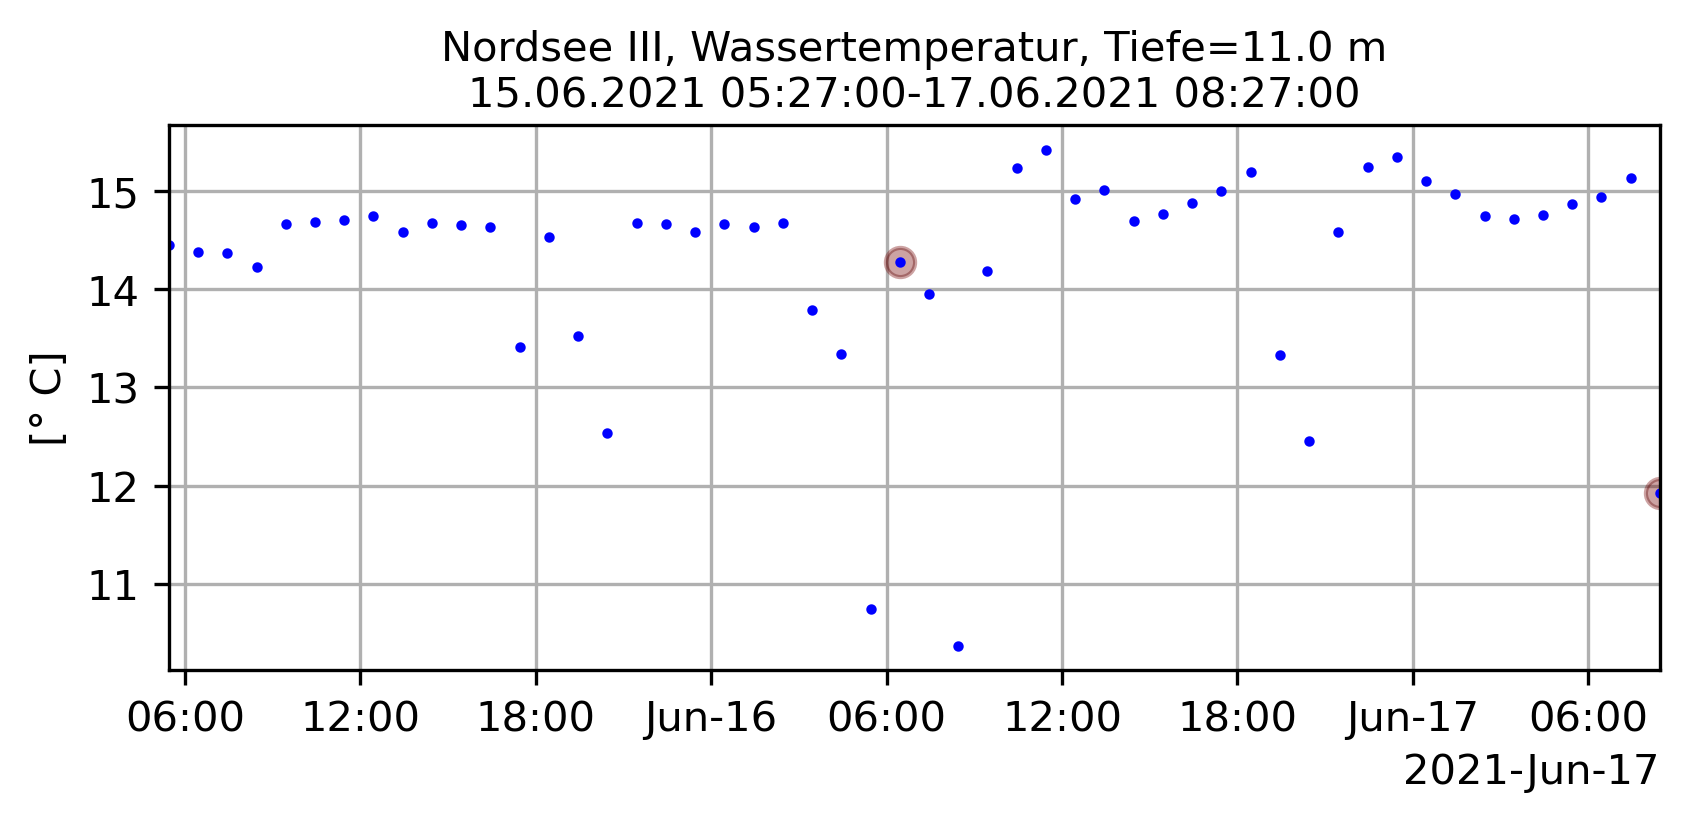 Nordsee III, Wassertemperatur, Tiefe=11.0 m
15.06.2021 05:27:00-17.06.2021 08:27:00
[° C]
15
14
13
12
11
06:00 12:00 18:00 Jun-16 06:00 12:00 18:00 Jun-17 06:00
2021-Jun-17